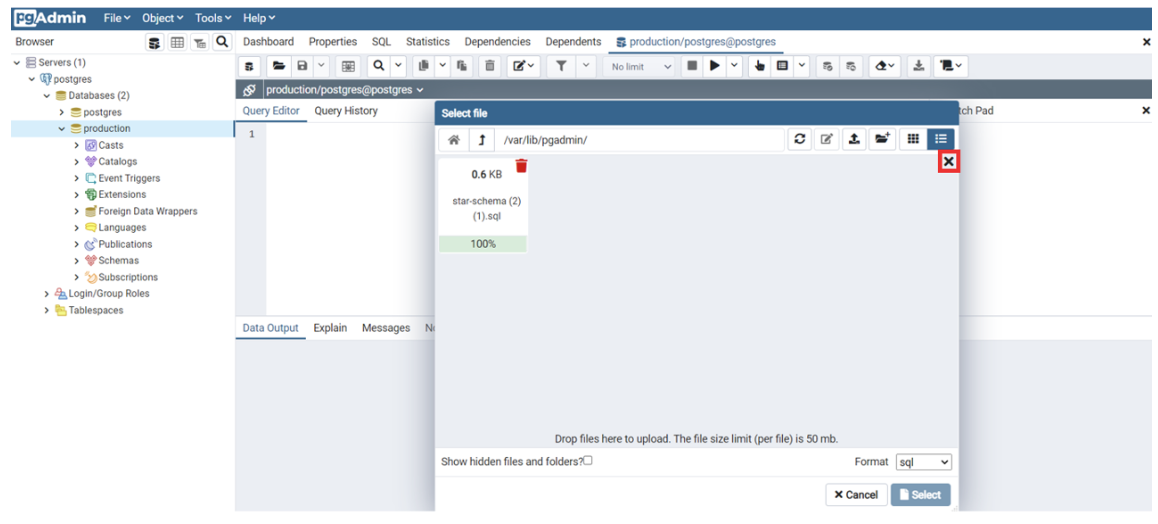 pgAdmin File Object Tools Help
Browser Dashboard Properties SQL Statistics Dependencies Dependents production/postgres@postgres
Servers (1)
postgres
Databases (2)
postgres
production
Casts
Catalogs
Event Triggers
Extensions
Foreign Data Wrappers
Languages
Publications
Schemas
Subscriptions
Login/Group Roles
Tablespaces
No limit
production/postgres@postgres
Query Editor Query History
tch Pad
1
Data Output Explain Messages N
Select file
/var/lib/pgadmin/
0.6 KB
star-schema (2)
(1).sql
100%
Drop files here to upload. The file size limit (per file) is 50 mb.
Show hidden files and folders? Format sql
Cancel Select